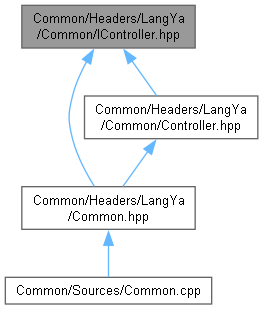 Common/Headers/LangYa
/Common/IController.hpp
Common/Headers/LangYa
/Common/Controller.hpp
Common/Headers/LangYa
/Common.hpp
Common/Sources/Common.cpp